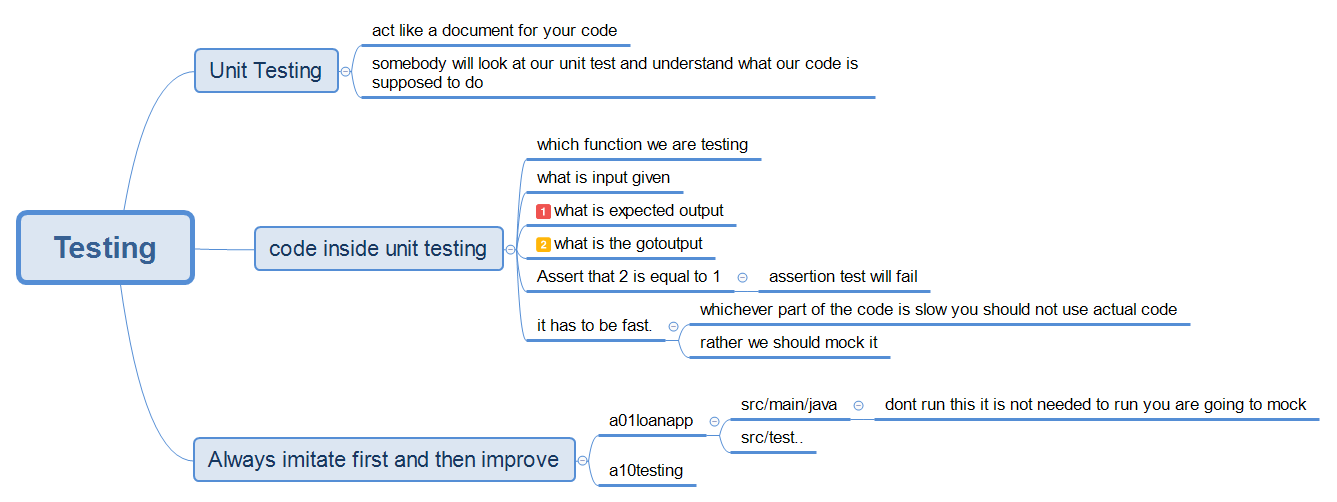 Testing
Unit Testing
act like a document for your code
somebody will look at our unit test and understand what our code is
supposed to do
code inside unit testing
which function we are testing
what is input given
1 what is expected output
2 what is the gotoutput
Assert that 2 is equal to 1
assertion test will fail
it has to be fast.
whichever part of the code is slow you should not use actual code
rather we should mock it
Always imitate first and then improve
a01loanapp
src/main/java
dont run this it is not needed to run you are going to mock
src/test..
a10testing